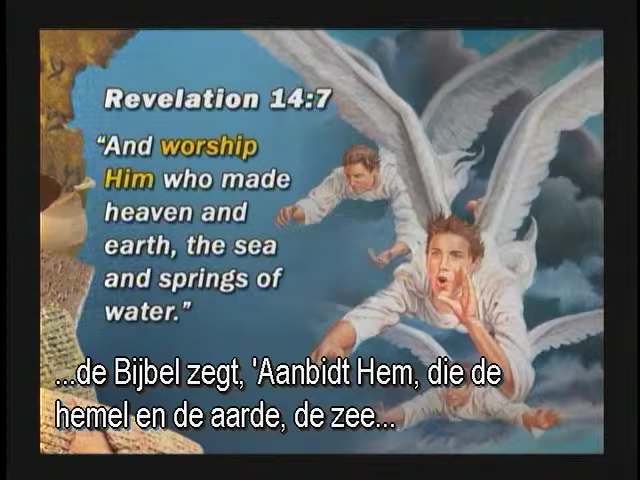 Revelation 14:7
“And worship
Him who made
heaven and
earth, the sea
and springs of
water.”
...de Bijbel zegt, 'Aanbidt Hem, die de
hemel en de aarde, de zee...